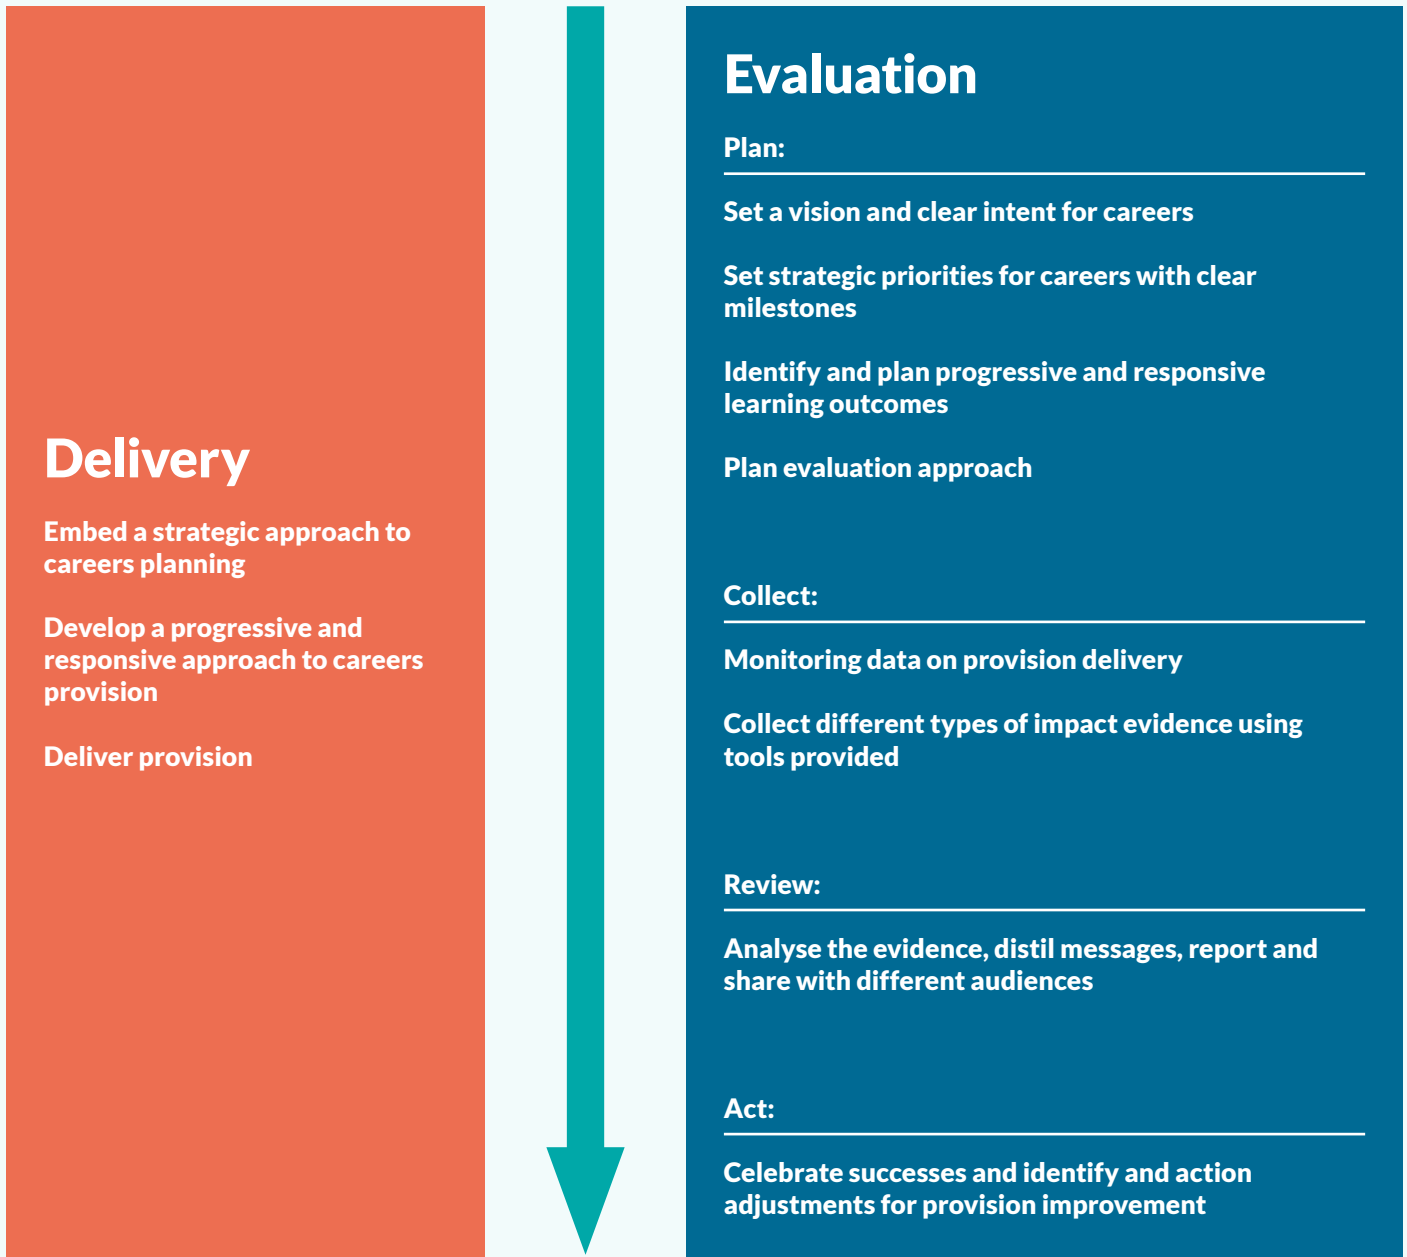 Delivery
Embed a strategic approach to
careers planning
Develop a progressive and
responsive approach to careers
provision
Deliver provision
Evaluation
Plan:
Set a vision and clear intent for careers
Set strategic priorities for careers with clear
milestones
Identify and plan progressive and responsive
learning outcomes
Plan evaluation approach
Collect:
Monitoring data on provision delivery
Collect different types of impact evidence using
tools provided
Review:
Analyse the evidence, distil messages, report and
share with different audiences
Act:
Celebrate successes and identify and action
adjustments for provision improvement